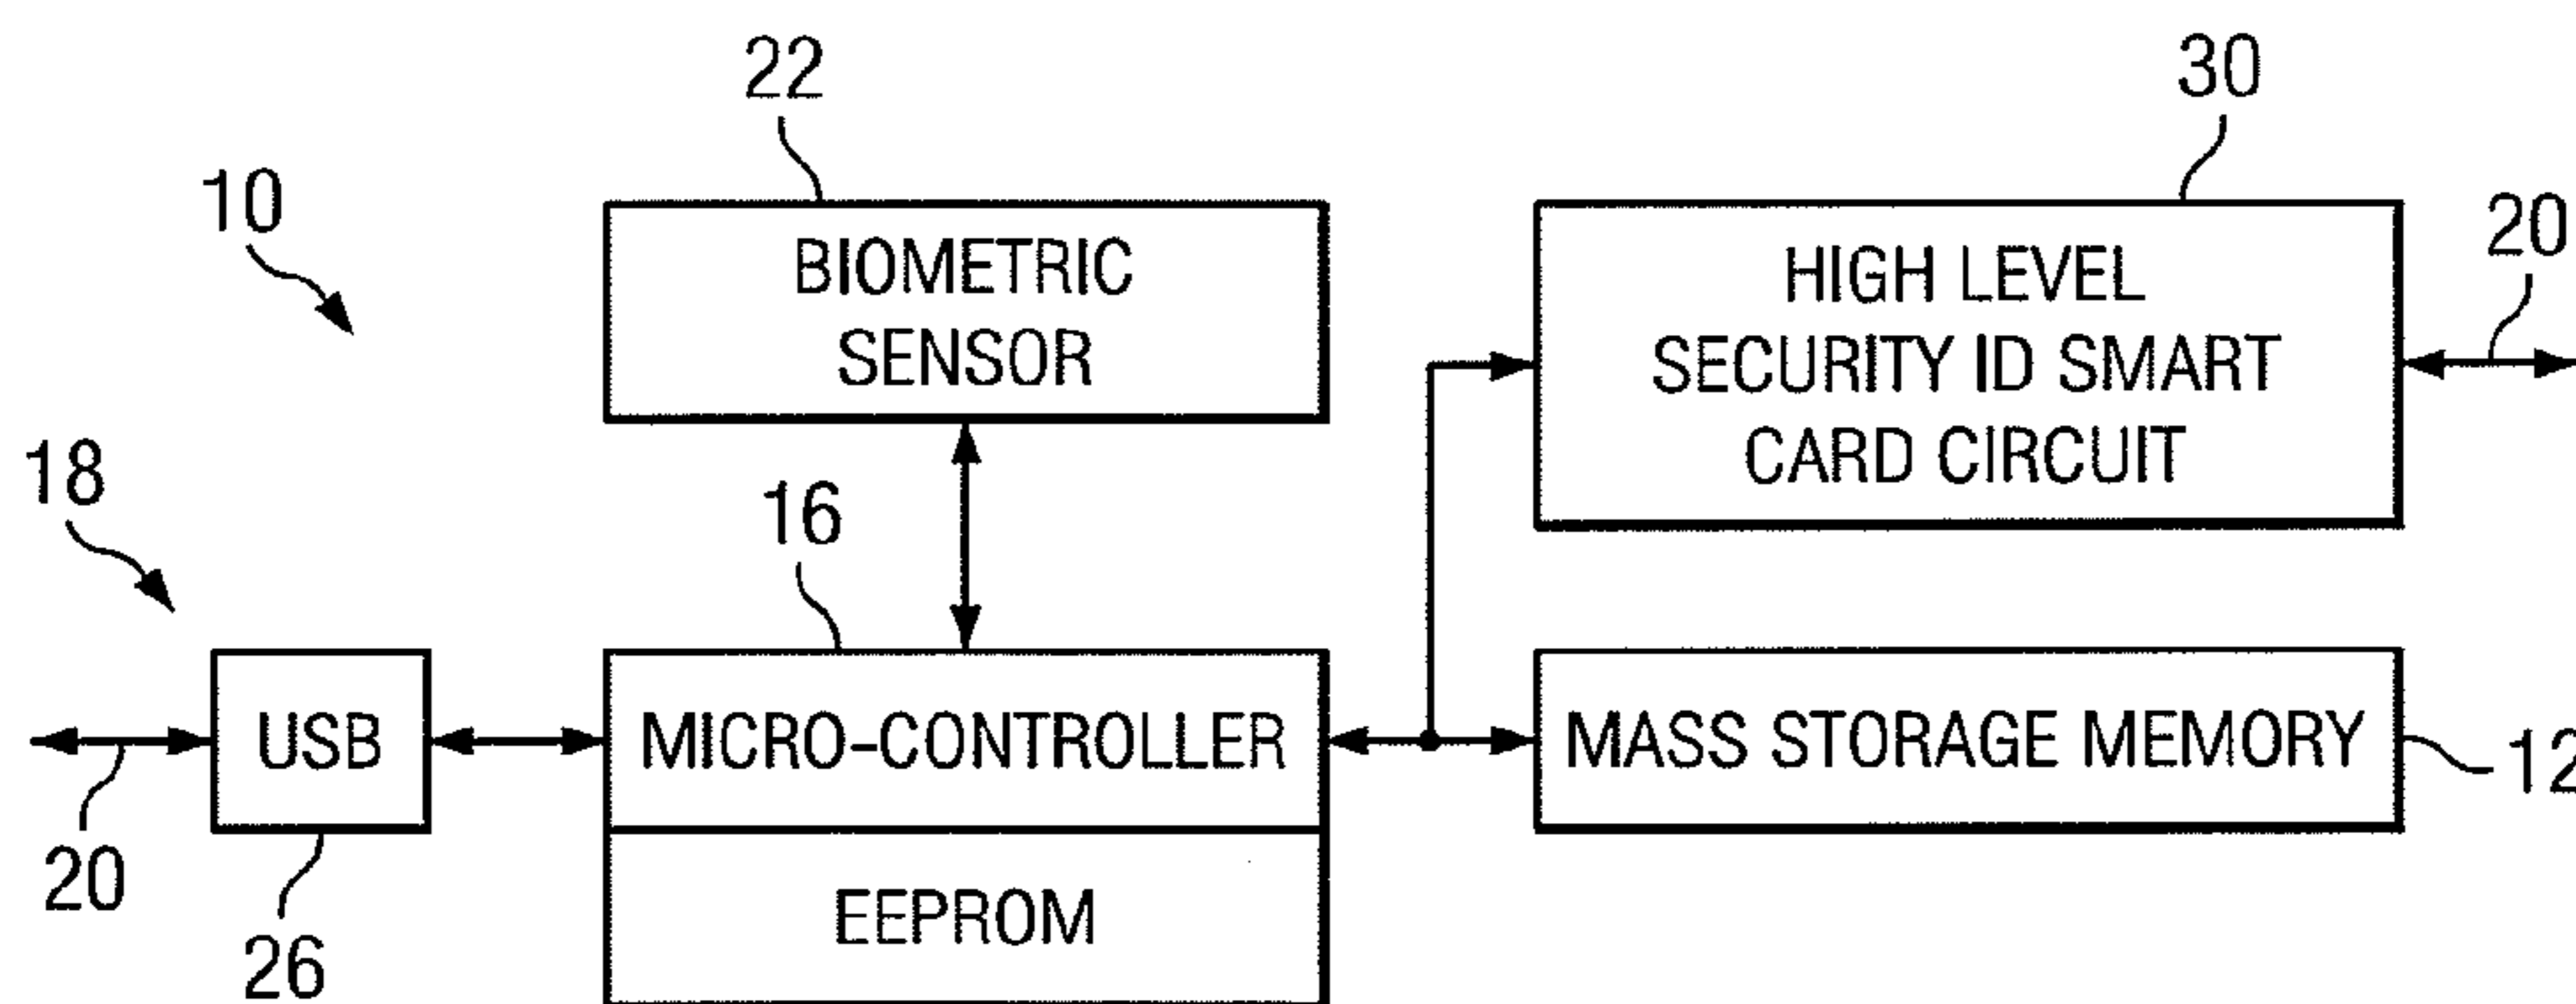 22
30
10
BIOMETRIC
SENSOR
HIGH LEVEL
SECURITY ID SMART
CARD CIRCUIT
20
18
16
USB
MICRO-CONTROLLER
MASS STORAGE MEMORY
12
20
26
EEPROM